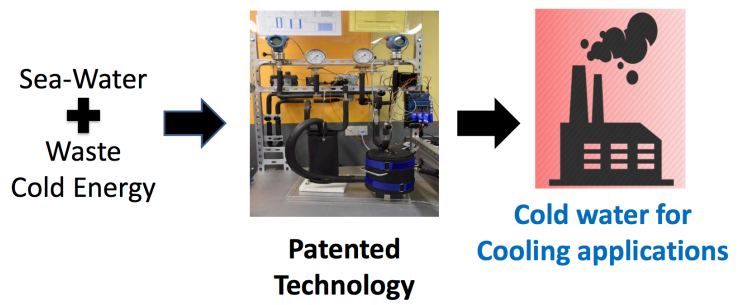 Sea-Water
Waste
Cold Energy
Patented
Technology
Cold water for
Cooling applications